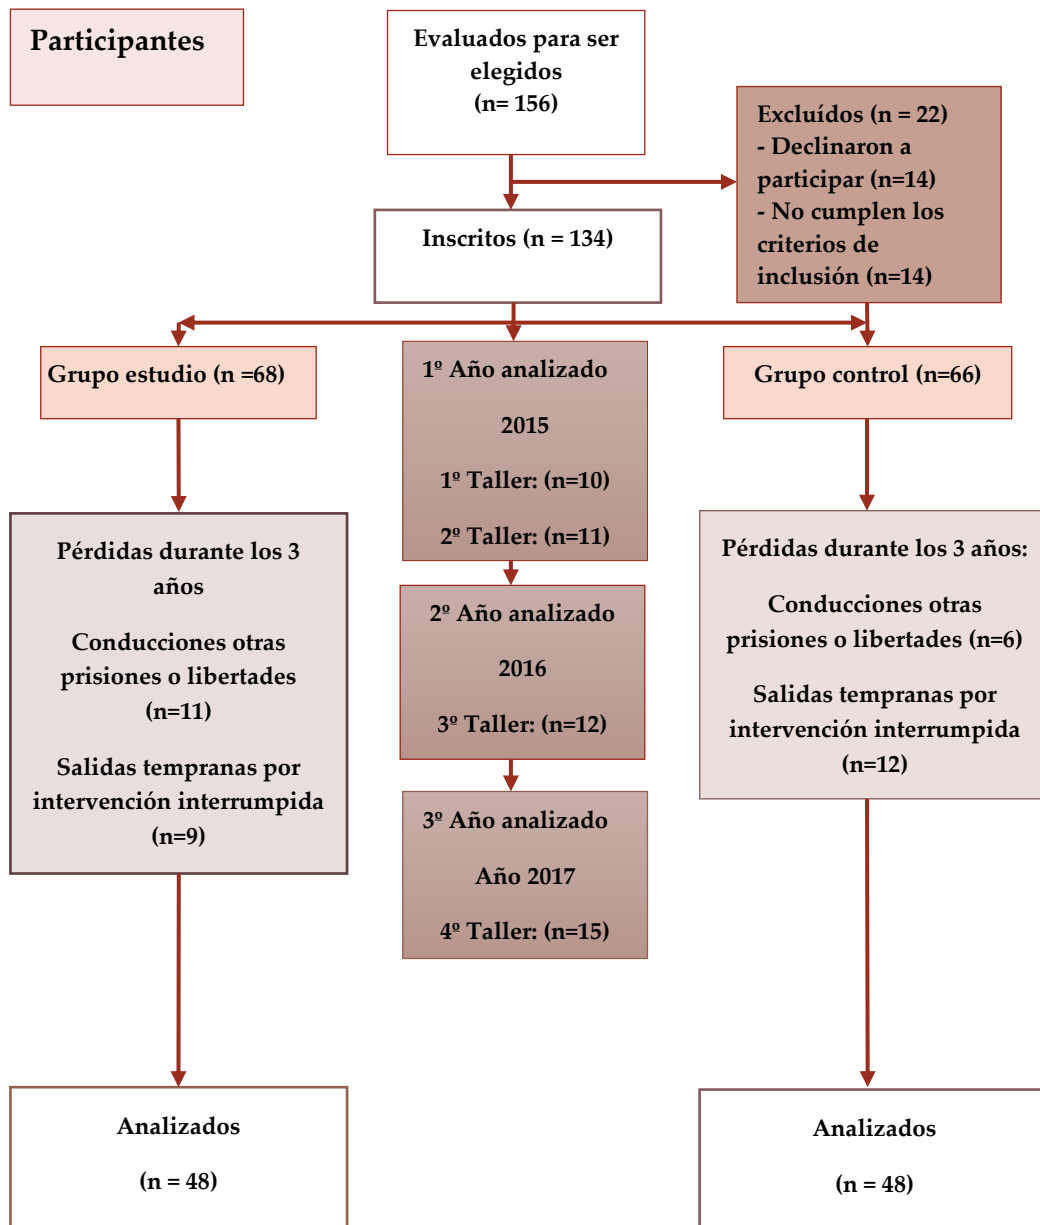 Participantes
Evaluados para ser
elegidos
(n= 156)
Excluídos (n = 22)
- Declinaron a
participar (n=14)
- No cumplen los
criterios de
inclusión (n=14)
Inscritos (n = 134)
Grupo estudio (n =68)
1º Año analizado
2015
1º Taller: (n=10)
2º Taller: (n=11)
Grupo control (n=66)
Pérdidas durante los 3
años
Conducciones otras
prisiones o libertades
(n=11)
Salidas tempranas por
intervención interrumpida
(n=9)
2º Año analizado
2016
3º Taller: (n=12)
Pérdidas durante los 3 años:
Conducciones otras
prisiones o libertades (n=6)
Salidas tempranas por
intervención interrumpida
(n=12)
3º Año analizado
Año 2017
4º Taller: (n=15)
Analizados
(n = 48)
Analizados
(n = 48)